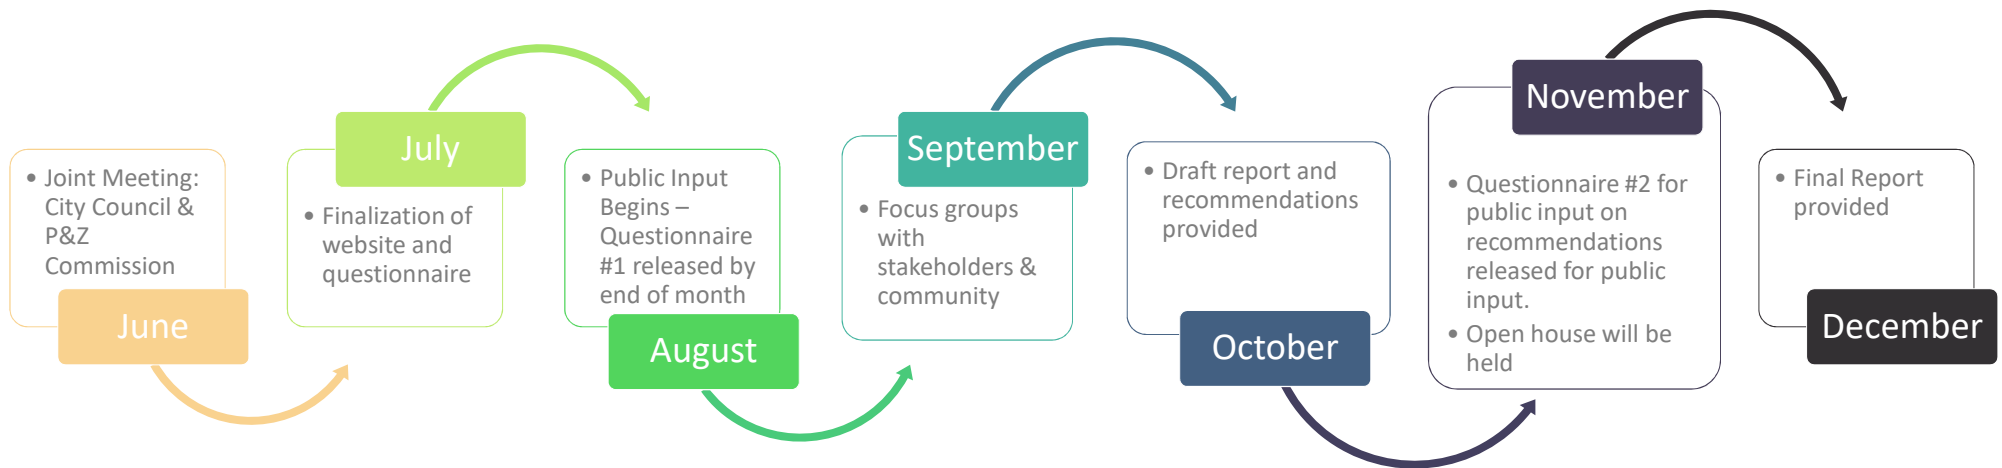 • Joint Meeting:
City Council &
P&Z
Commission
June
July
• Finalization of
website and
questionnaire
• Public Input
Begins –
Questionnaire
#1 released by
end of month
August
September
• Focus groups
with
stakeholders &
community
• Draft report and
recommendations
provided
October
November
• Questionnaire #2 for
public input on
recommendations
released for public
input.
• Open house will be
held
• Final Report
provided
December